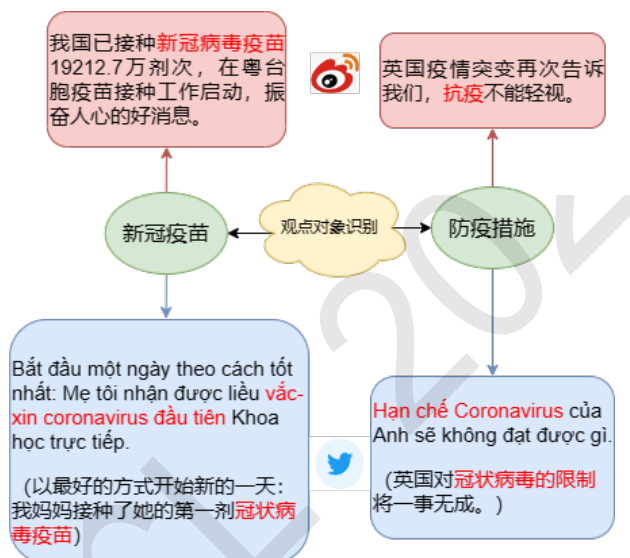 我国已接种新冠病毒疫苗
19212.7万剂次，在粤台
胞疫苗接种工作启动，振
奋人心的好消息。
英国疫情突变再次告诉
我们，抗疫不能轻视。
新冠疫苗
观点对象识别
防疫措施
Bắt đầu một ngày theo cách tốt
nhất: Mẹ tôi nhận được liều vắc-
xin coronavirus đầu tiên Khoa
học trực tiếp.
（以最好的方式开始新的一天：
我妈妈接种了她的第一剂冠状病
毒疫苗）
Hạn chế Coronavirus của
Anh sẽ không đạt được gì.
（英国对冠状病毒的限制
将一事无成。）